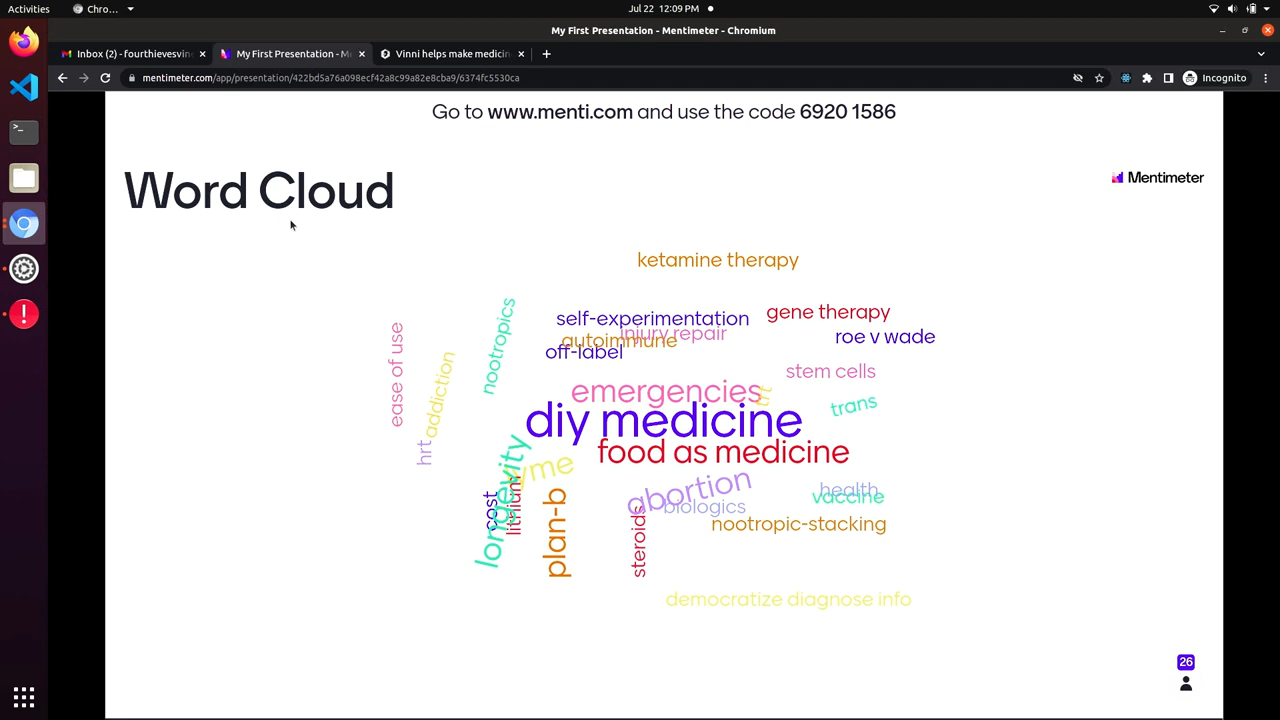 Activities
Chro...
Jul 22 12:09 PM
My First Presentation - Mentimeter - Chromium
Inbox (2) - fourthievesvin
My First Presentation - Me
Vinni helps make medicin
mentimeter.com/app/presentation/422bd5a76a098ecf42a8c99a82e8cba9/6374fc5530ca
Incognito
Go to www.menti.com and use the code 6920 1586
Word Cloud
Mentimeter
ketamine therapy
nootropics
self-experimentation
gene therapy
ease of use
injury repair
roe v wade
autoimmune
off-label
addiction
stem cells
emergencies
trt
trans
diy medicine
hrt
food as medicine
longevity
abortion
health
cost
lithium
plan-b
biologics
vaccine
steroids
nootropic-stacking
democratize diagnose info
26